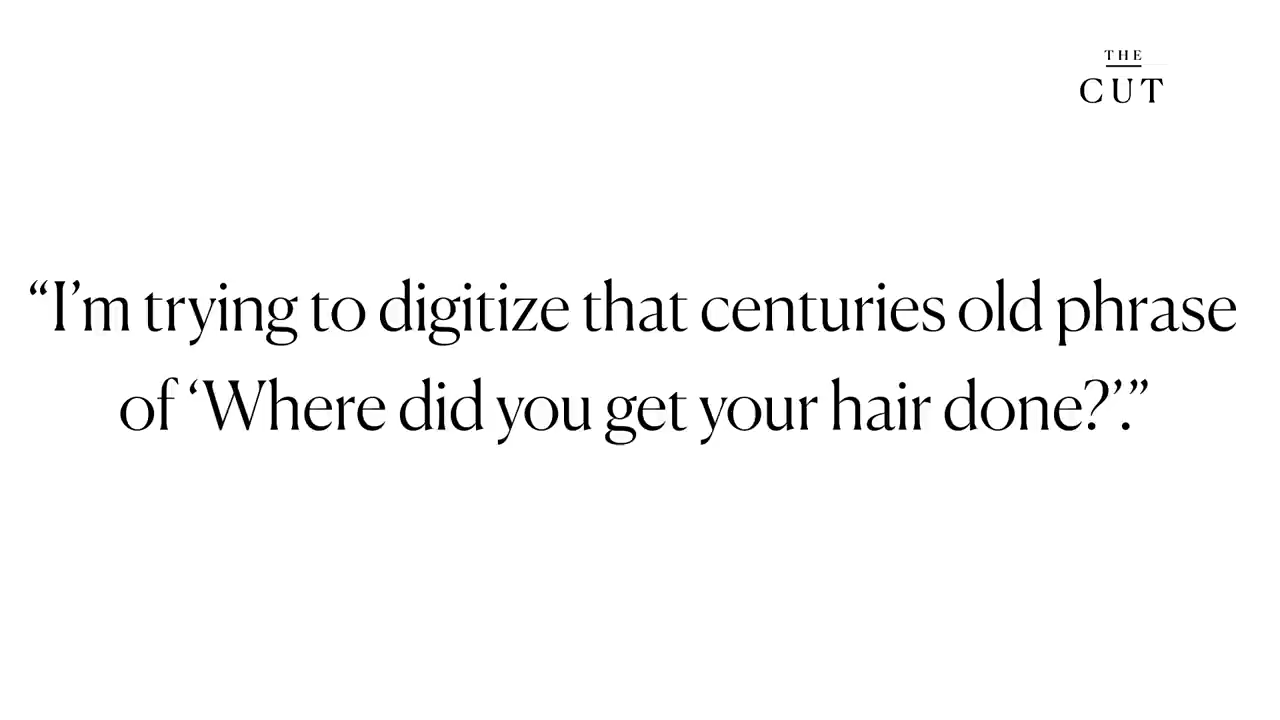 THE
CUT
“I’m trying to digitize that centuries old phrase
of ‘Where did you get your hair done?’.”